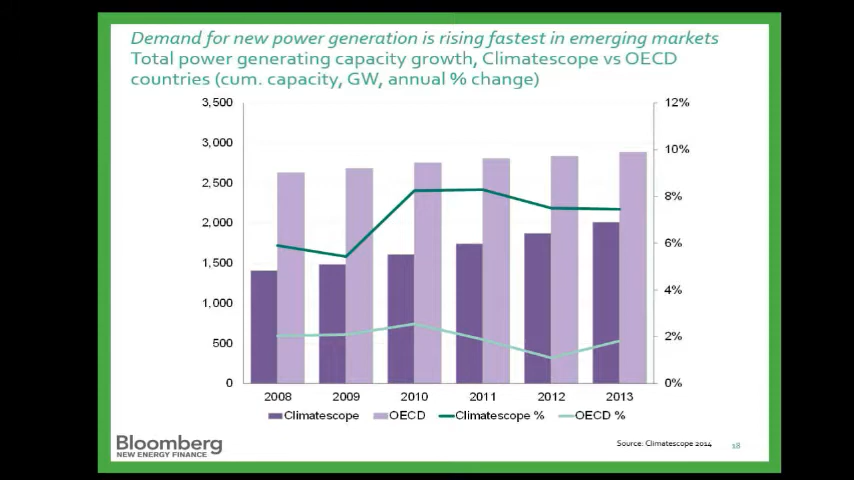 Demand for new power generation is rising fastest in emerging markets
Total power generating capacity growth, Climatescope vs OECD
countries (cum. capacity, GW, annual % change)
3,500
3,000
2,500
2,000
1,500
1,000
500
0
12%
10%
8%
6%
4%
2%
0%
2008 2009 2010 2011 2012 2013
Climatescope OECD Climatescope % OECD %
Bloomberg
NEW ENERGY FINANCE
Source: Climatescope 2014
18